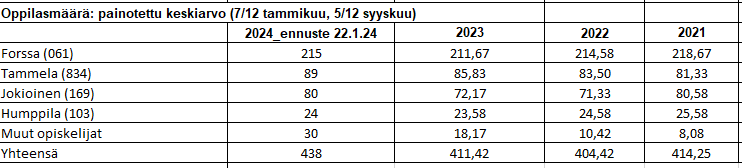 Oppilasmäärä: painotettu keskiarvo (7/12 tammikuu, 5/12 syyskuu)
2024_ennuste 22.1.24 2023 2022 2021
Forssa (061) 215 211,67 214,58 218,67
Tammela (834) 89 85,83 83,50 81,33
Jokioinen (169) 80 72,17 71,33 80,58
Humppila (103) 24 23,58 24,58 25,58
Muut opiskelijat 30 18,17 10,42 8,08
Yhteensä 438 411,42 404,42 414,25